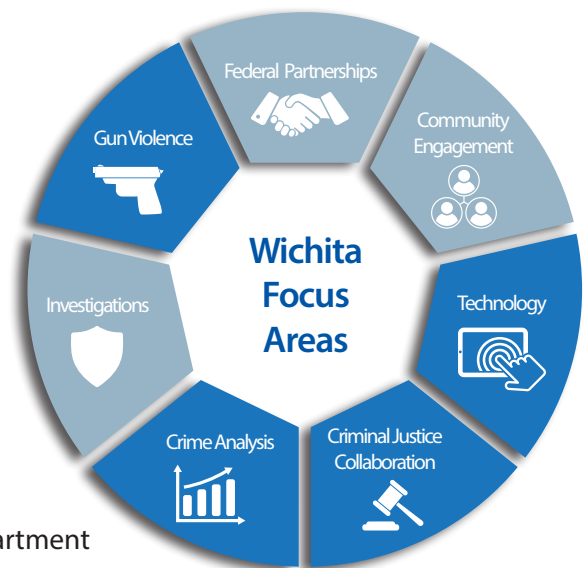 Federal Partnerships
Community
Engagement
Gun Violence
Wichita
Focus
Areas
Technology
Investigations
Crime Analysis
Criminal Justice
Collaboration
artment